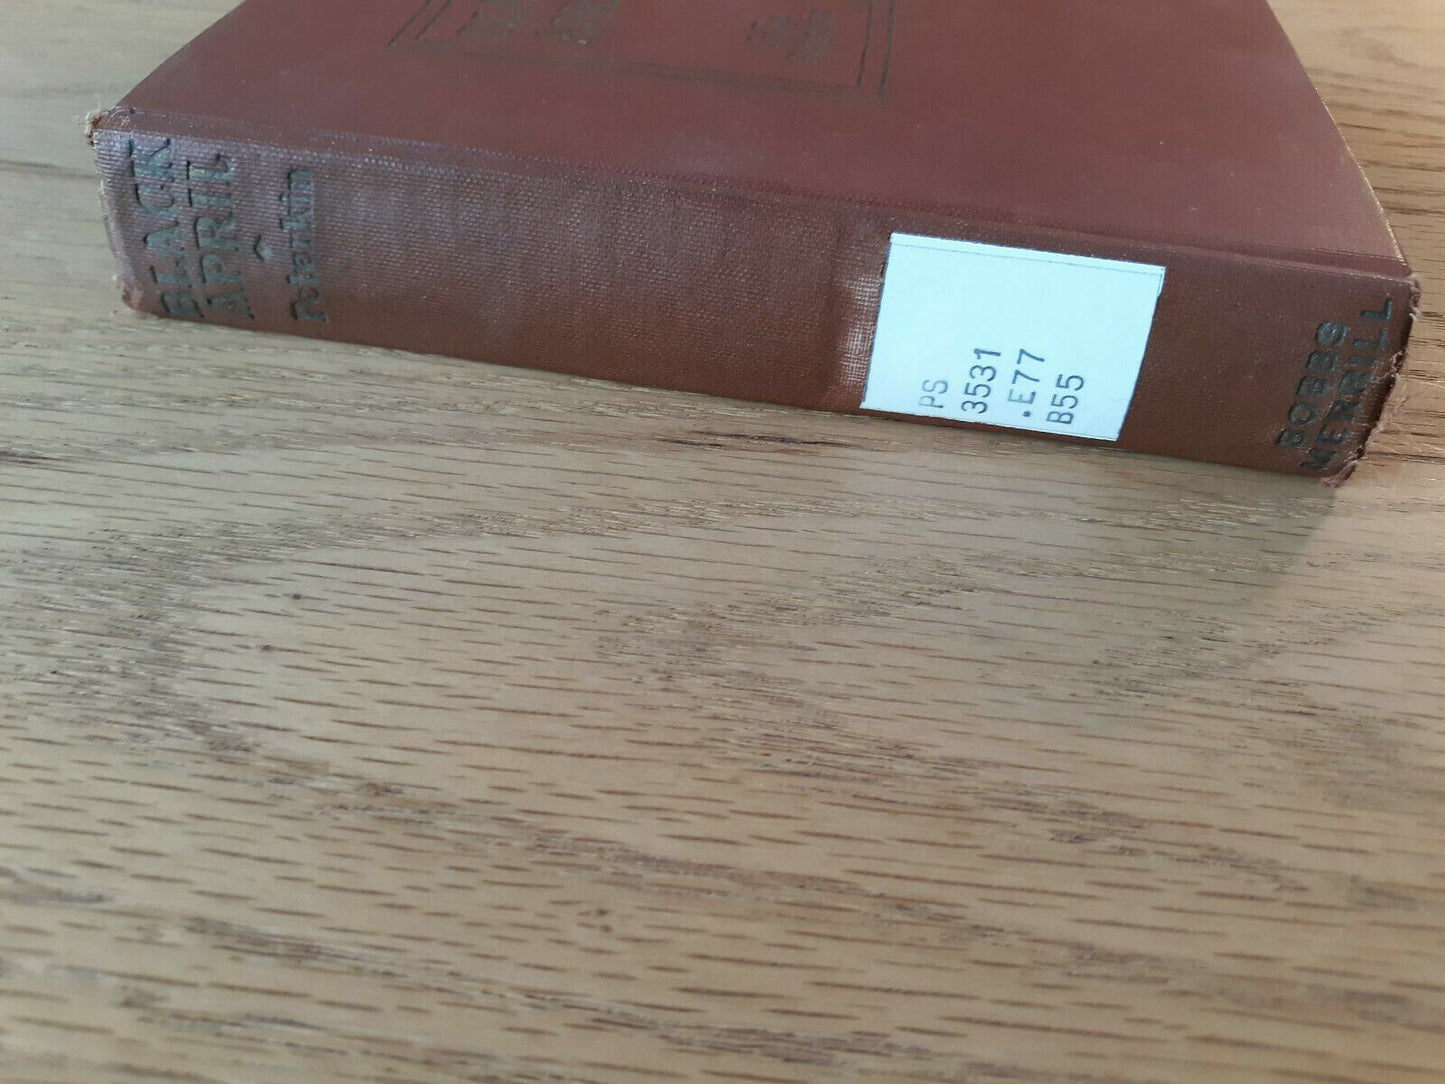 BLACK
APRIL
Peterkin
PS
3531
.E77
B55
BOBBS
MERRILL